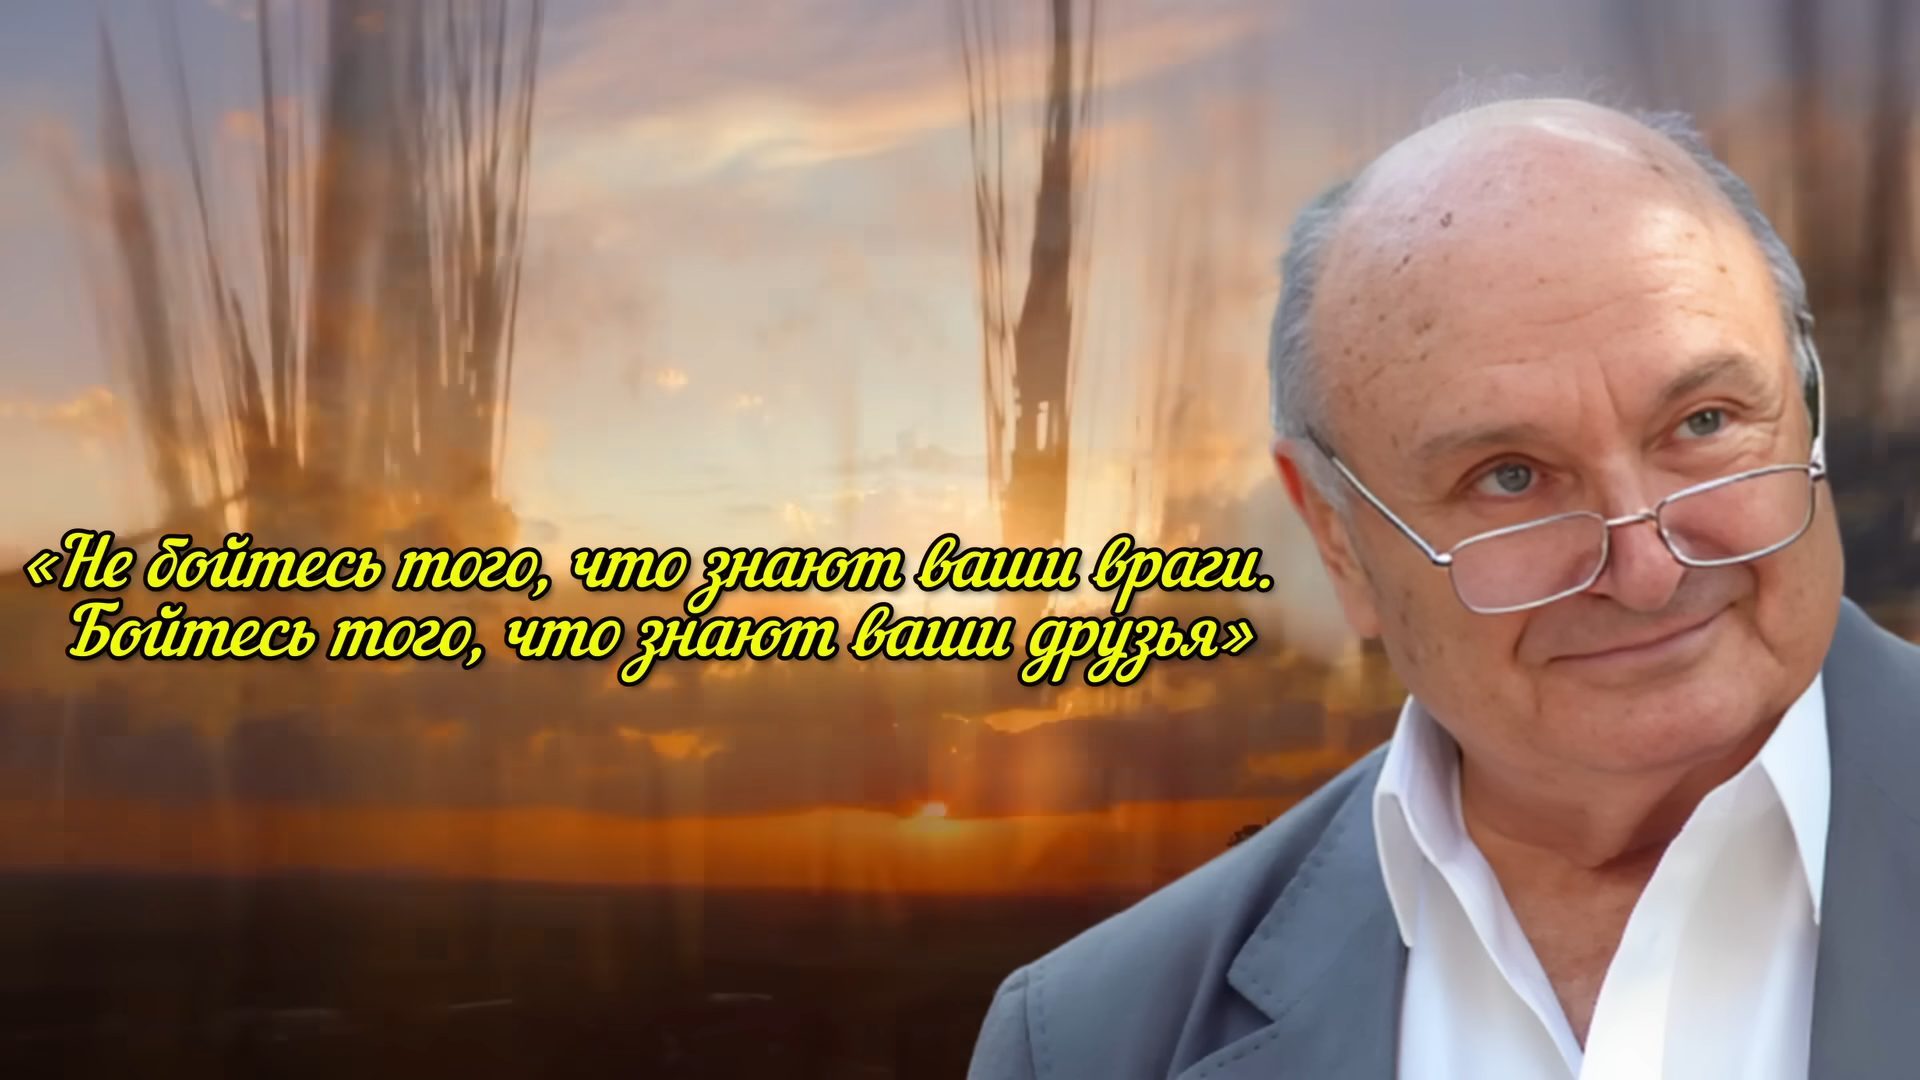 «Не бойтесь того, что знают ваши враги.
Бойтесь того, что знают ваши друзья»